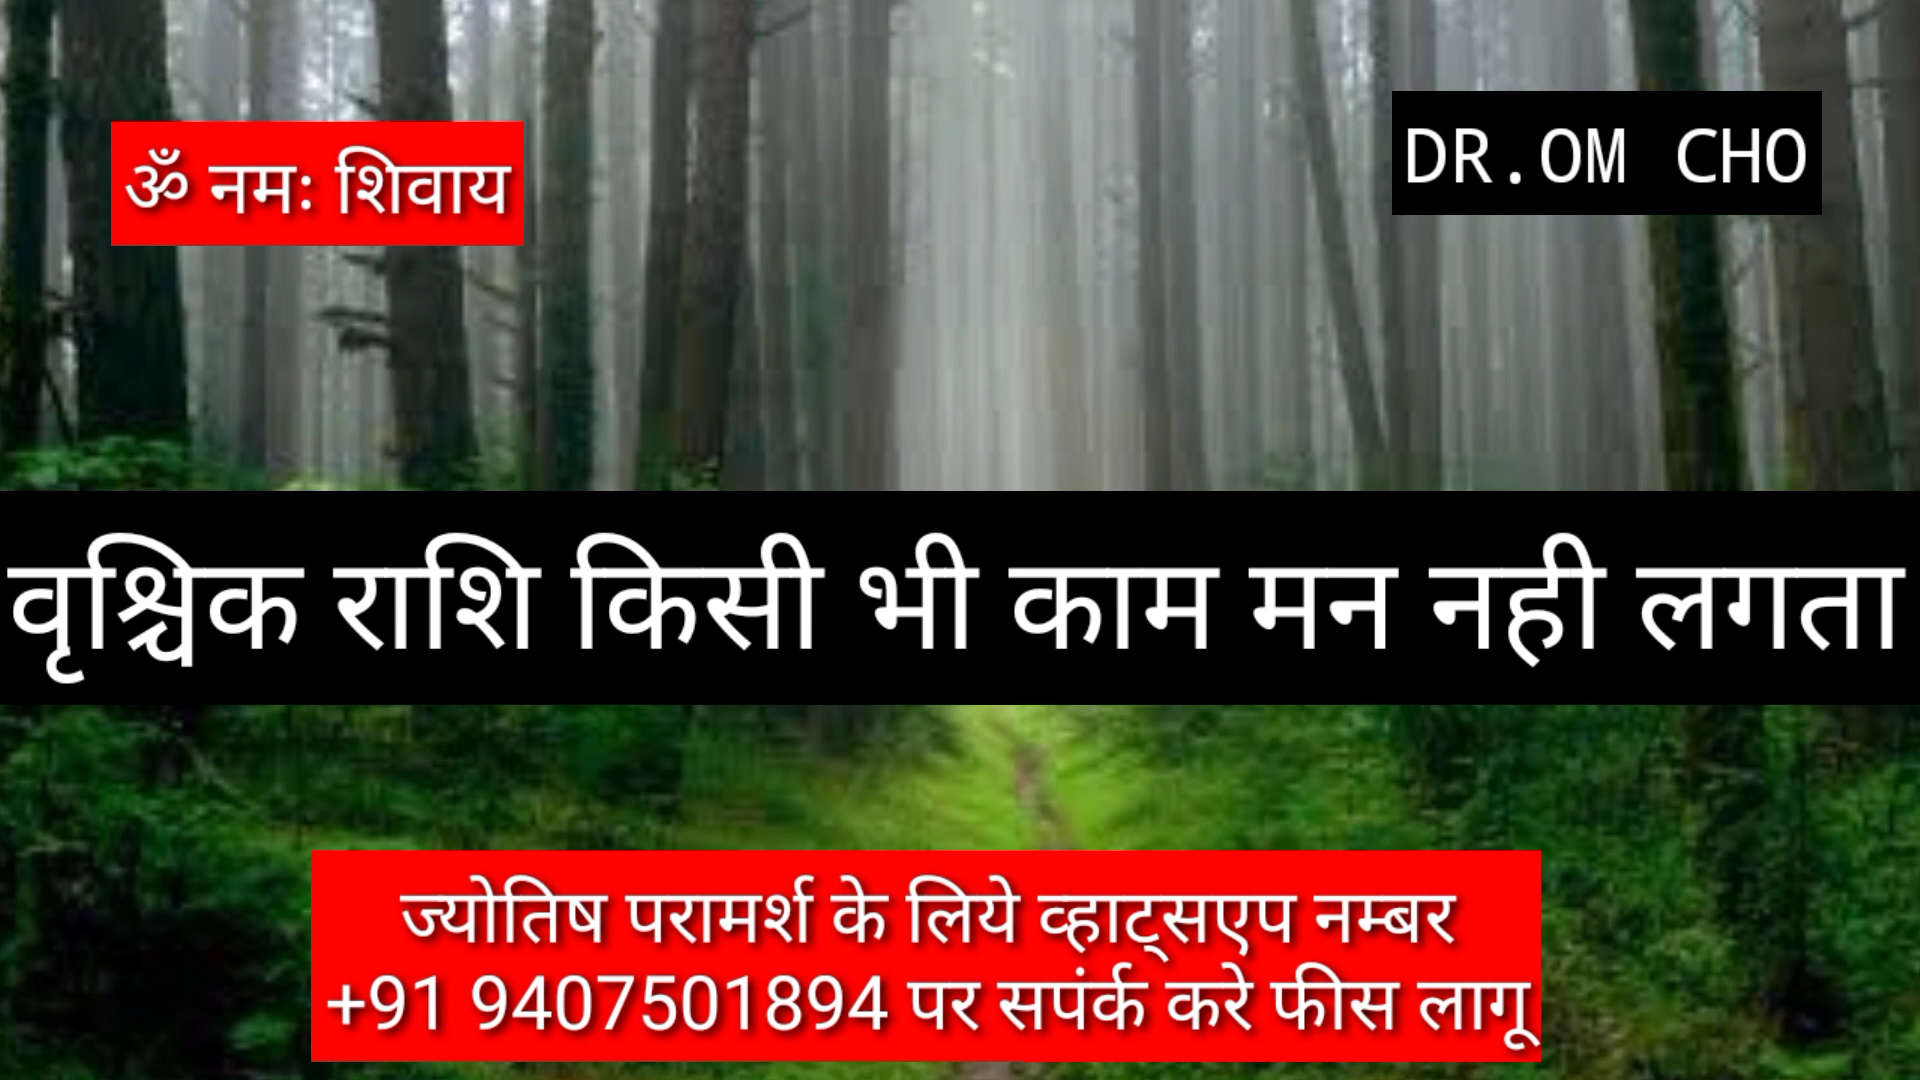 ॐ नमः शिवाय
DR.OM CHO
वृश्चिक राशि किसी भी काम मन नही लगता
ज्योतिष परामर्श के लिये व्हाट्सएप नम्बर
+91 9407501894 पर सपंर्क करे फीस लागू